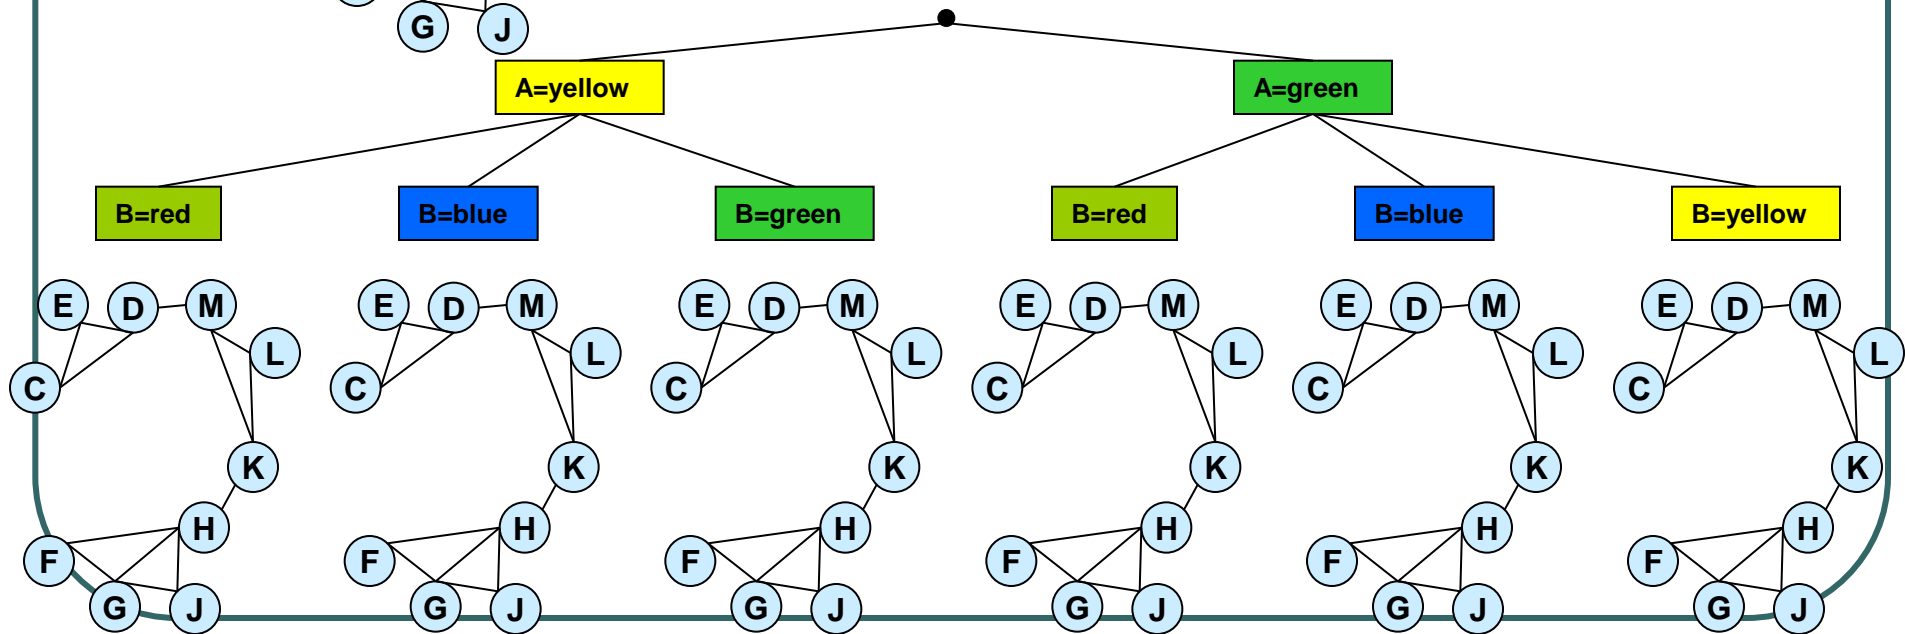 G J
A=yellow A=green
B=red B=blue B=green B=red B=blue B=yellow
E D M E D M E D M E D M E D M E D M
L L L L L L
C C C C C C
K K K K K K
H H H H H H
F F F F F F
G J G J G J G J G J G J